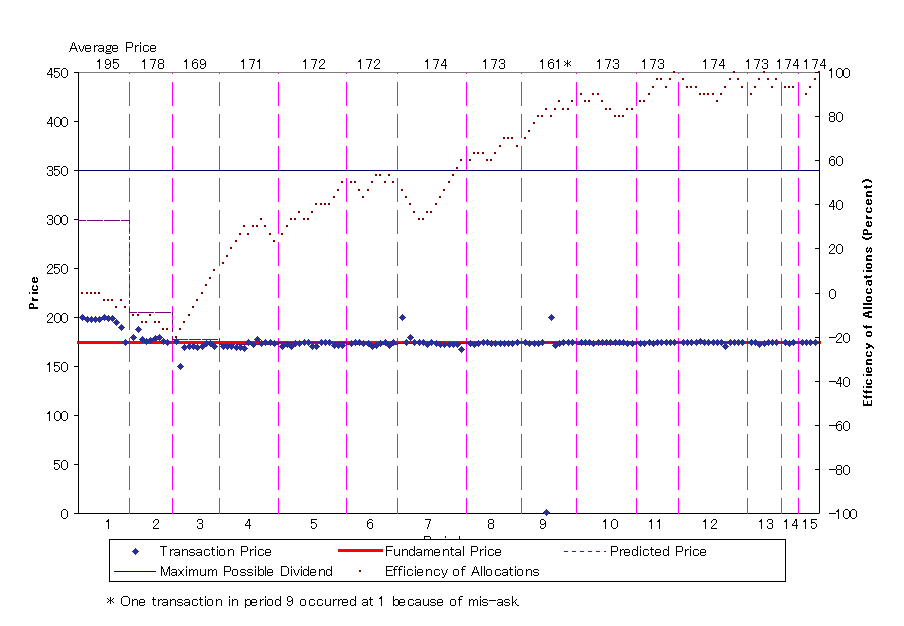 Average Price
195 178 169 171 172 172 174 173 161* 173 173 174 173 174 174
450 100
400 80
350 60
300 40
250 20
200 0
150 -20
100 -40
50 -60
0 -80
-100
Price
Efficiency of Allocations (Percent)
1 2 3 4 5 6 7 8 9 10 11 12 13 14 15
Transaction Price Fundamental Price Predicted Price
Maximum Possible Dividend Efficiency of Allocations
* One transaction in period 9 occurred at 1 because of mis-ask.